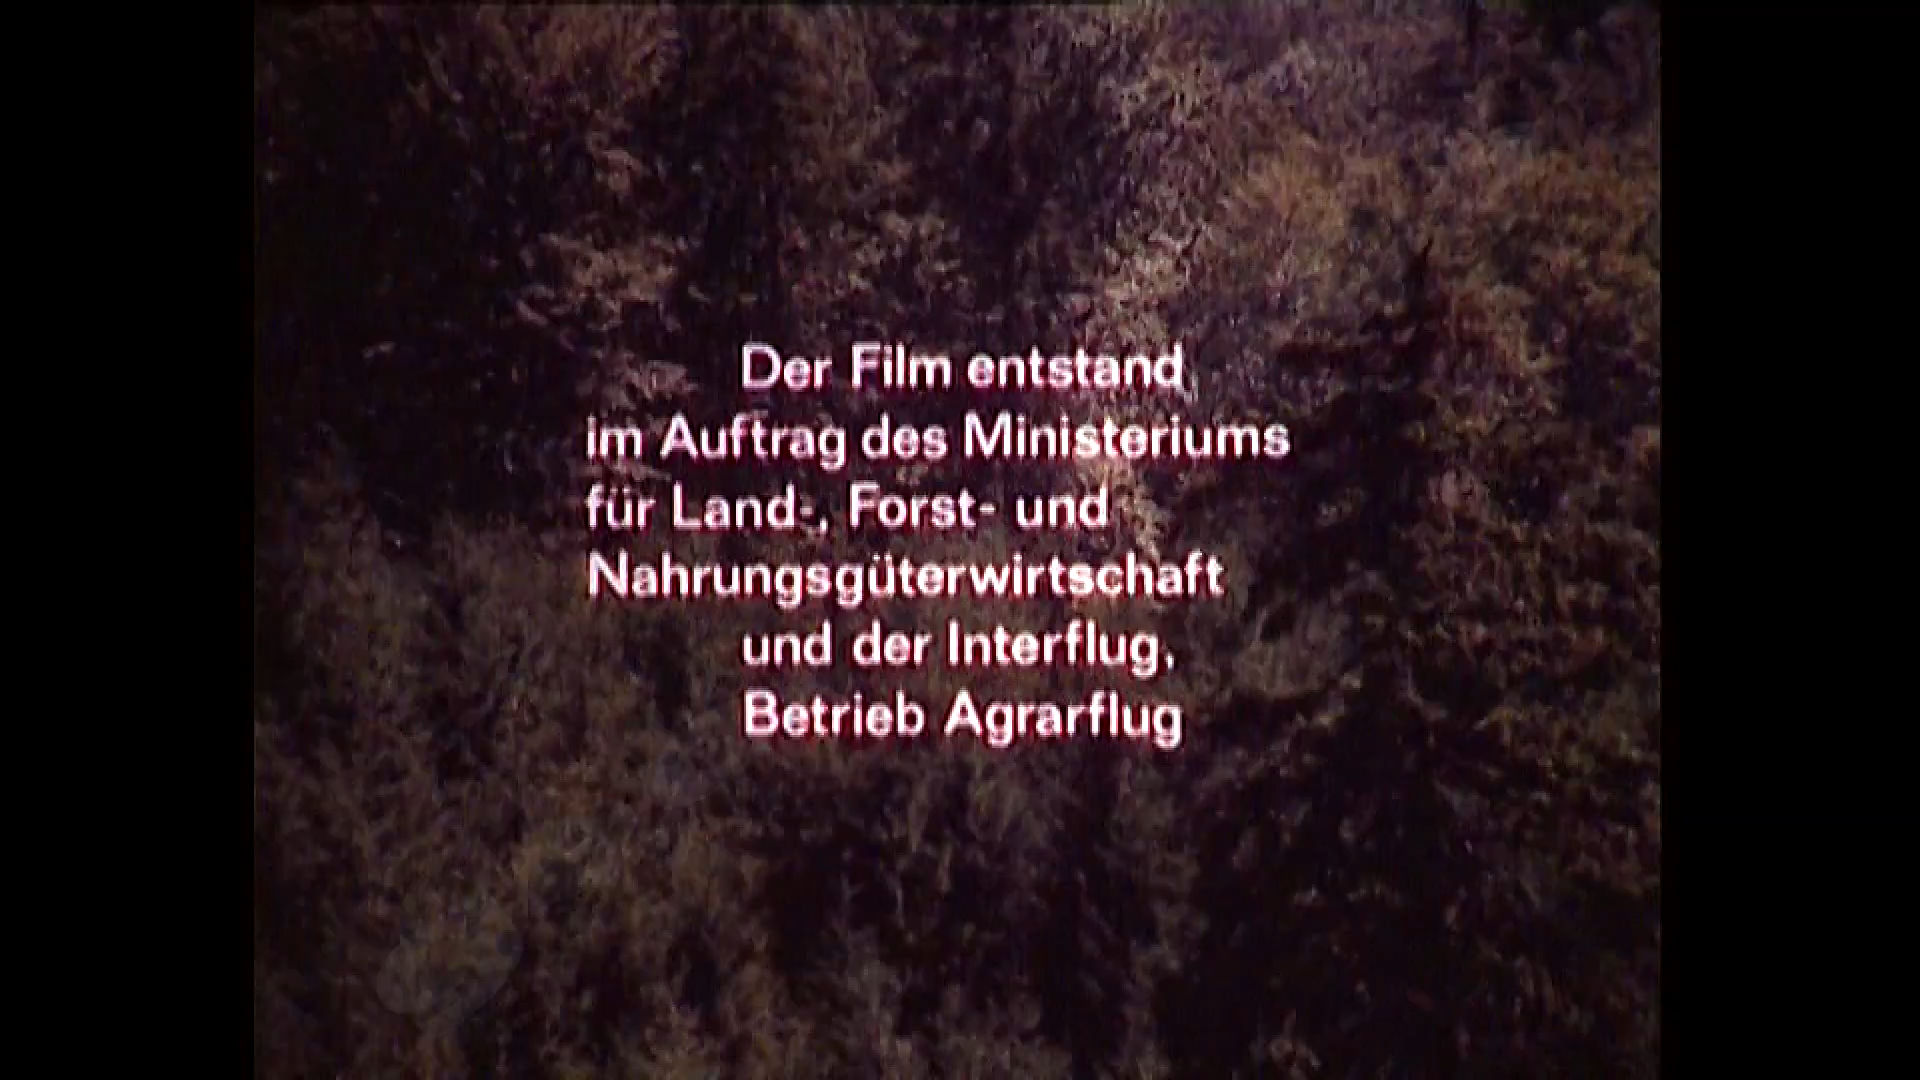 Der Film entstand
im Auftrag des Ministeriums
für Land-, Forst- und
Nahrungsgüterwirtschaft
und der Interflug,
Betrieb Agrarflug